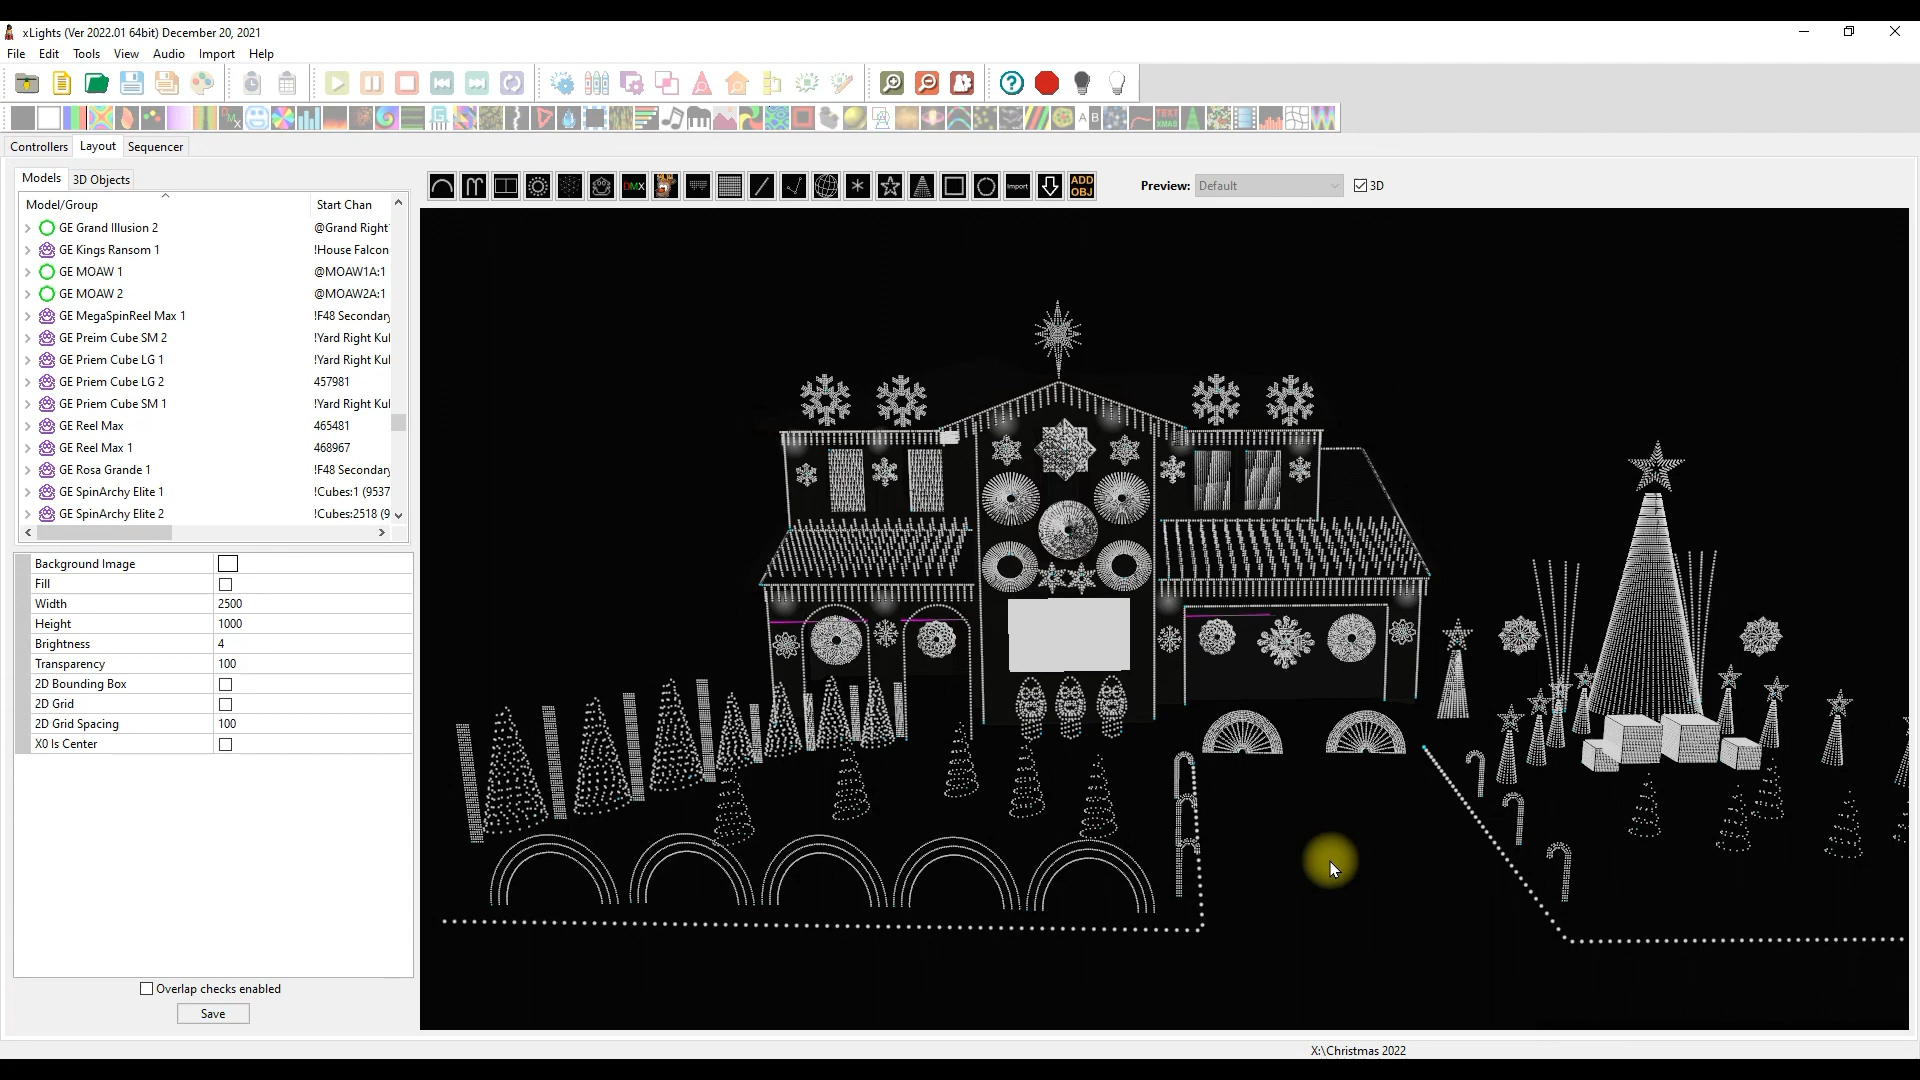 xLights (Ver 2022.01 64bit) December 20, 2021
File Edit Tools View Audio Import Help
Controllers Layout Sequencer
Models 3D Objects
DMX Import ADD OBJ Preview: Default 3D
Model/Group Start Chan
GE Grand Illusion 2 @Grand Right
GE Kings Ransom 1 !House Falcon
GE MOAW 1 @MOAW1A:1
GE MOAW 2 @MOAW2A:1
GE MegaSpinReel Max 1 !F48 Secondary
GE Preim Cube SM 2 !Yard Right Kul
GE Priem Cube LG 1 !Yard Right Kul
GE Priem Cube LG 2 457981
GE Priem Cube SM 1 !Yard Right Kul
GE Reel Max 465481
GE Reel Max 1 468967
GE Rosa Grande 1 !F48 Secondary
GE SpinArchy Elite 1 !Cubes:1 (9537
GE SpinArchy Elite 2 !Cubes:2518 (9
Background Image
Fill
Width 2500
Height 1000
Brightness 4
Transparency 100
2D Bounding Box
2D Grid
2D Grid Spacing 100
X0 Is Center
Overlap checks enabled
Save
X:\Christmas 2022